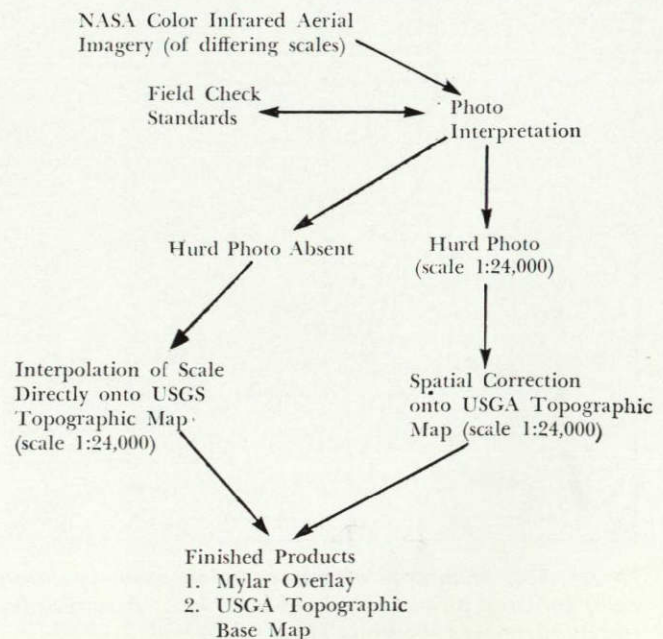 NASA Color Infrared Aerial
Imagery (of differing scales)
Field Check
Standards
Photo
Interpretation
Hurd Photo Absent
Hurd Photo
(scale 1:24,000)
Interpolation of Scale
Directly onto USGS
Topographic Map
(scale 1:24,000)
Spatial Correction
onto USGA Topographic
Map (scale 1:24,000)
Finished Products
1. Mylar Overlay
2. USGA Topographic
Base Map